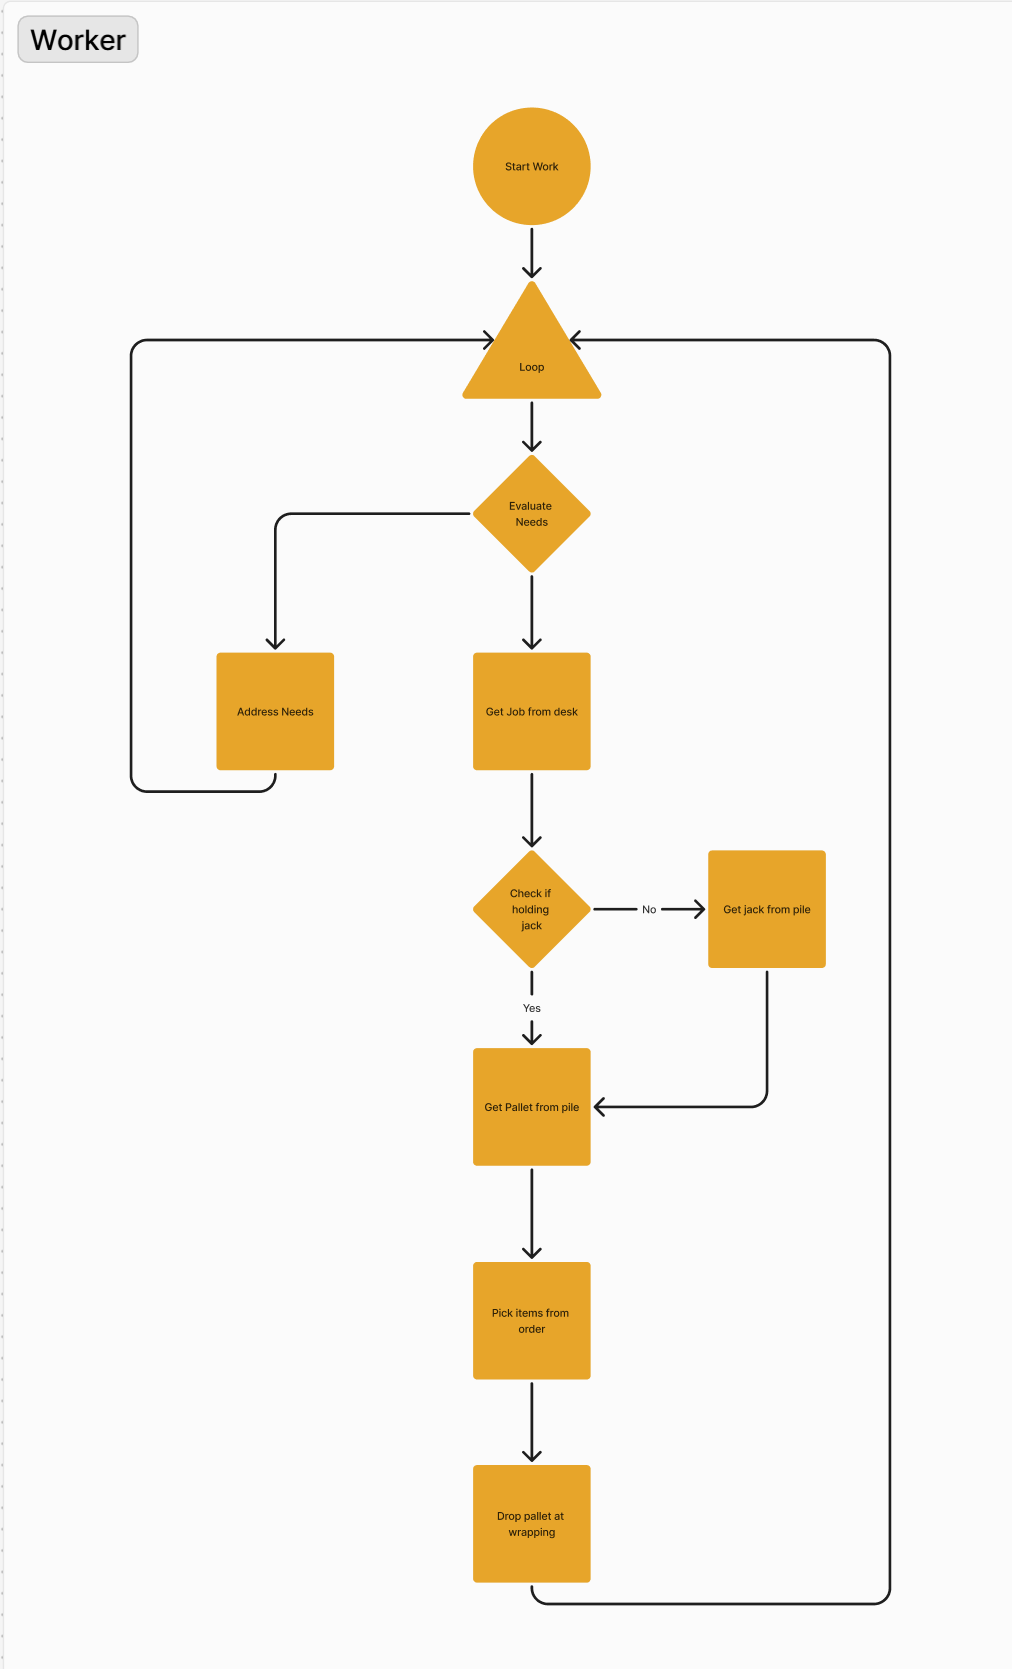 Worker
Start Work
Loop
Evaluate
Needs
Address Needs
Get Job from desk
Check if
holding
jack
No
Get jack from pile
Yes
Get Pallet from pile
Pick items from
order
Drop pallet at
wrapping